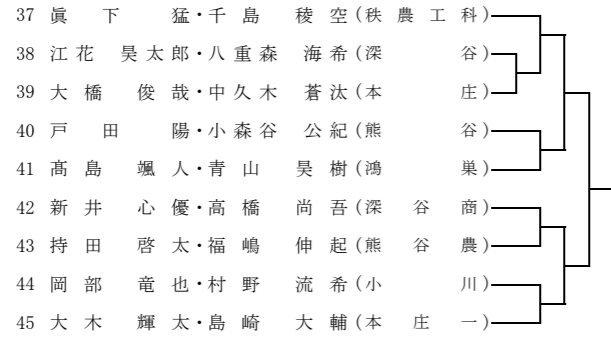 37 眞下 猛・千島 稜空(秩農工科)
38 江花 昊太郎・八重森 海希(深谷)
39 大橋 俊哉・中久木 蒼汰(本庄)
40 戸田 陽・小森谷 公紀(熊谷)
41 髙島 颯人・青山 昊樹(鴻巣)
42 新井 心優・高橋 尚吾(深谷商)
43 持田 啓太・福嶋 伸起(熊谷農)
44 岡部 竜也・村野 流希(小川)
45 大木 輝太・島崎 大輔(本庄一)